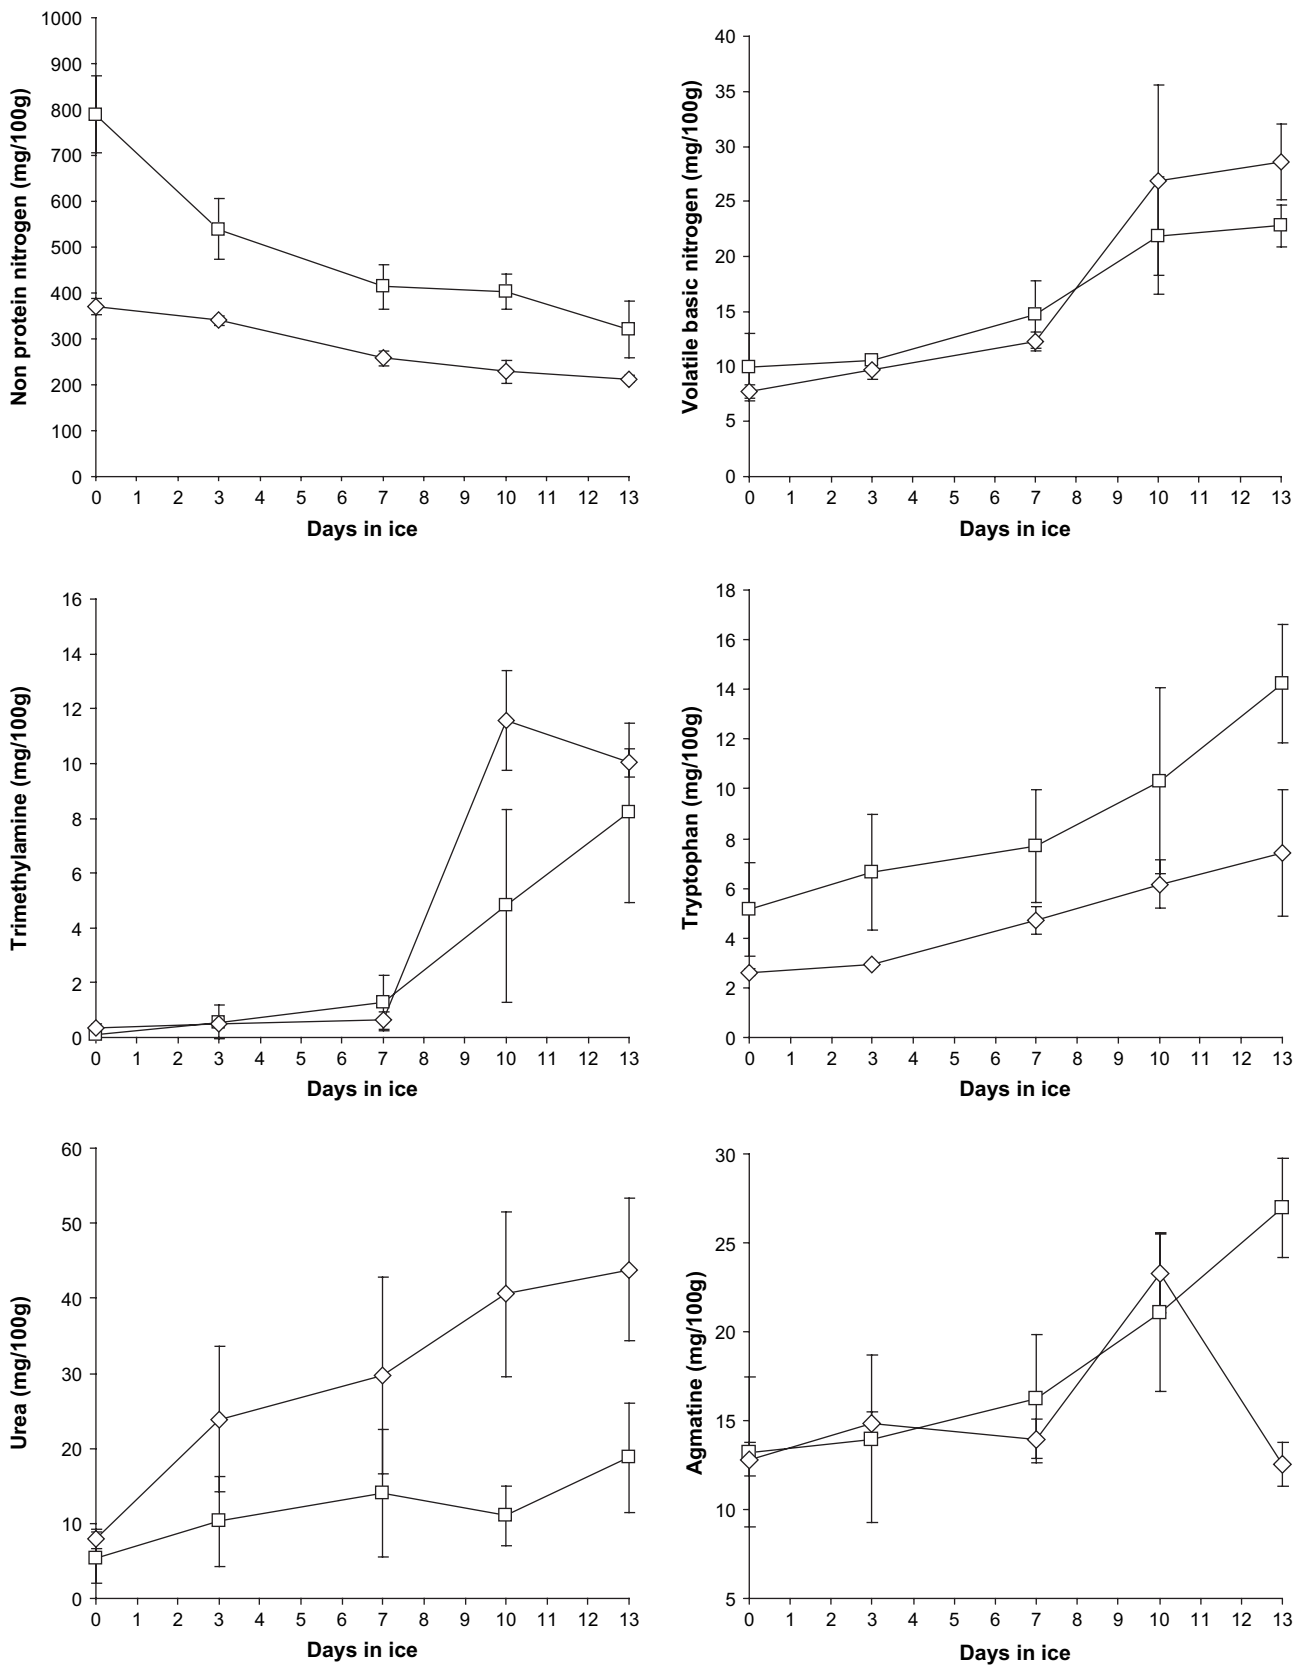 Non protein nitrogen (mg/100g)
1000
900
800
700
600
500
400
300
200
100
0
0 1 2 3 4 5 6 7 8 9 10 11 12 13
Days in ice
Volatile basic nitrogen (mg/100g)
40
35
30
25
20
15
10
5
0
0 1 2 3 4 5 6 7 8 9 10 11 12 13
Days in ice
Trimethylamine (mg/100g)
16
14
12
10
8
6
4
2
0
0 1 2 3 4 5 6 7 8 9 10 11 12 13
Days in ice
Tryptophan (mg/100g)
18
16
14
12
10
8
6
4
2
0
0 1 2 3 4 5 6 7 8 9 10 11 12 13
Days in ice
Urea (mg/100g)
60
50
40
30
20
10
0
0 1 2 3 4 5 6 7 8 9 10 11 12 13
Days in ice
Agmatine (mg/100g)
30
25
20
15
10
5
0 1 2 3 4 5 6 7 8 9 10 11 12 13
Days in ice